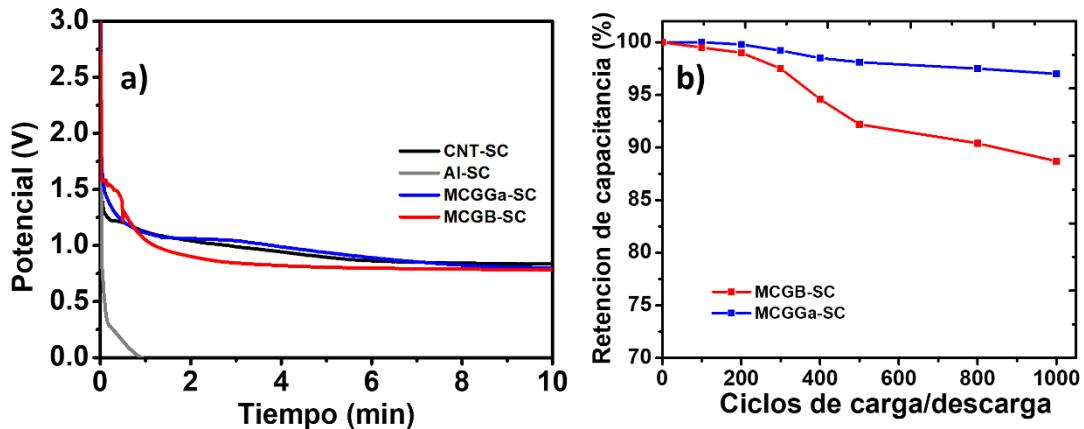 a)
3.0
2.5
2.0
1.5
1.0
0.5
0.0
Potencial (V)
CNT-SC
Al-SC
MCGGa-SC
MCGB-SC
0 2 4 6 8 10
Tiempo (min)
b)
100
95
90
85
80
75
70
Retencion de capacitancia (%)
MCGB-SC
MCGGa-SC
0 200 400 600 800 1000
Ciclos de carga/descarga